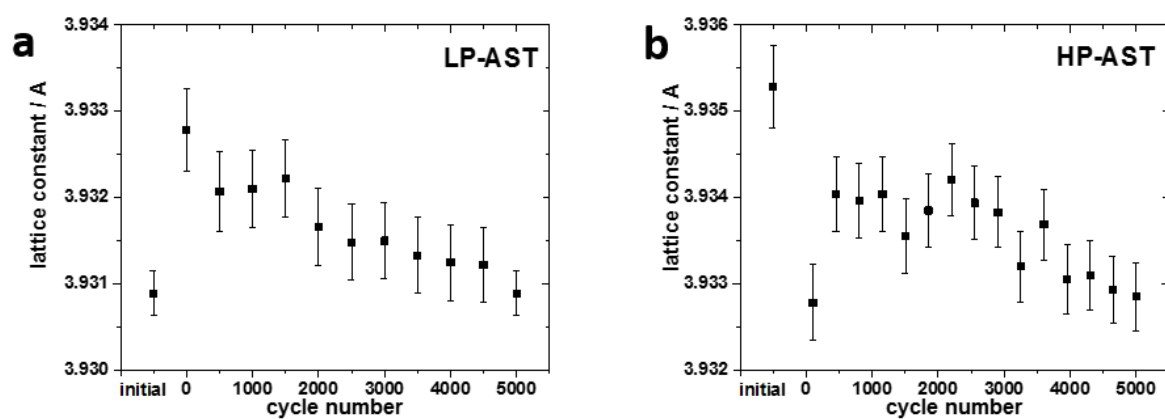 a
LP-AST
lattice constant / A
3.934
3.933
3.932
3.931
3.930
initial 0 1000 2000 3000 4000 5000
cycle number
b
HP-AST
lattice constant / A
3.936
3.935
3.934
3.933
3.932
initial 0 1000 2000 3000 4000 5000
cycle number